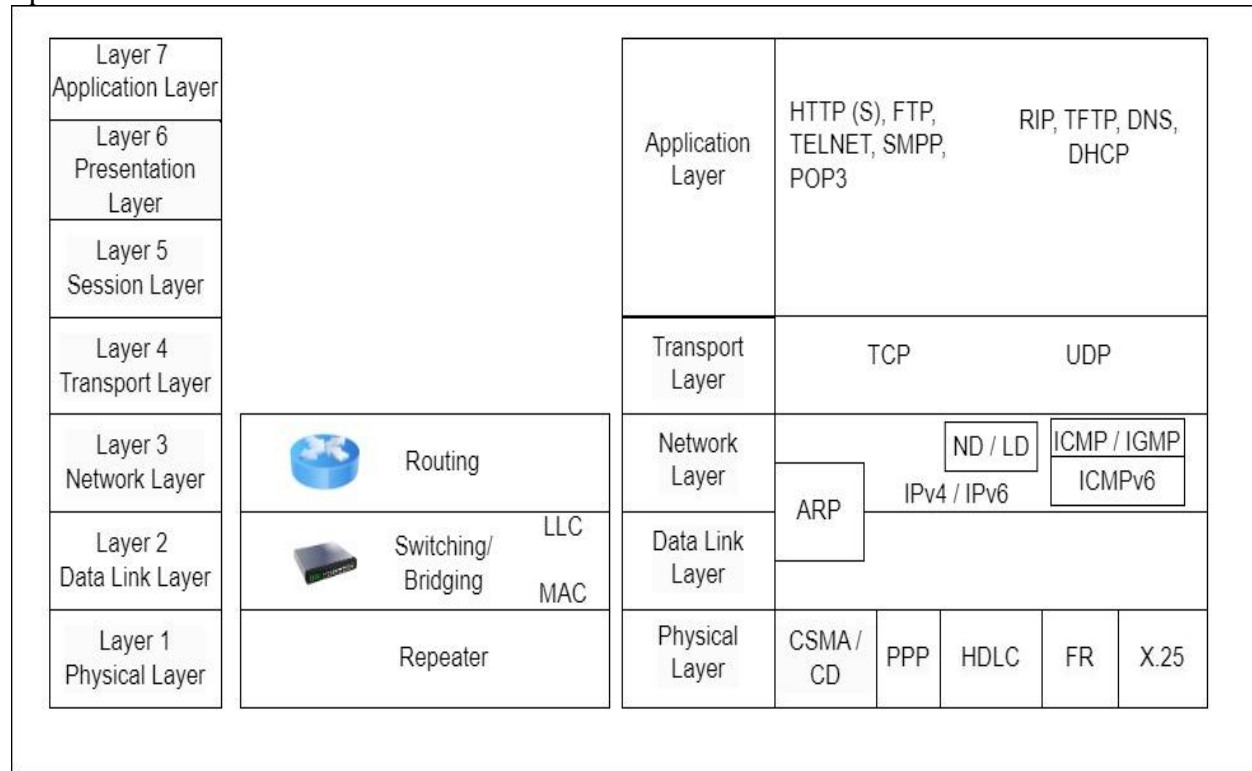 Layer 7
Application Layer
Layer 6
Presentation
Layer
Layer 5
Session Layer
Layer 4
Transport Layer
Layer 3
Network Layer
Layer 2
Data Link Layer
Layer 1
Physical Layer
Routing
Switching/
Bridging
LLC
MAC
Repeater
Application
Layer
HTTP (S), FTP,
TELNET, SMPP,
POP3
RIP, TFTP, DNS,
DHCP
Transport
Layer
TCP
UDP
Network
Layer
ARP
ND / LD
IPv4 / IPv6
ICMP / IGMP
ICMPv6
Data Link
Layer
Physical
Layer
CSMA /
CD
PPP
HDLC
FR
X.25